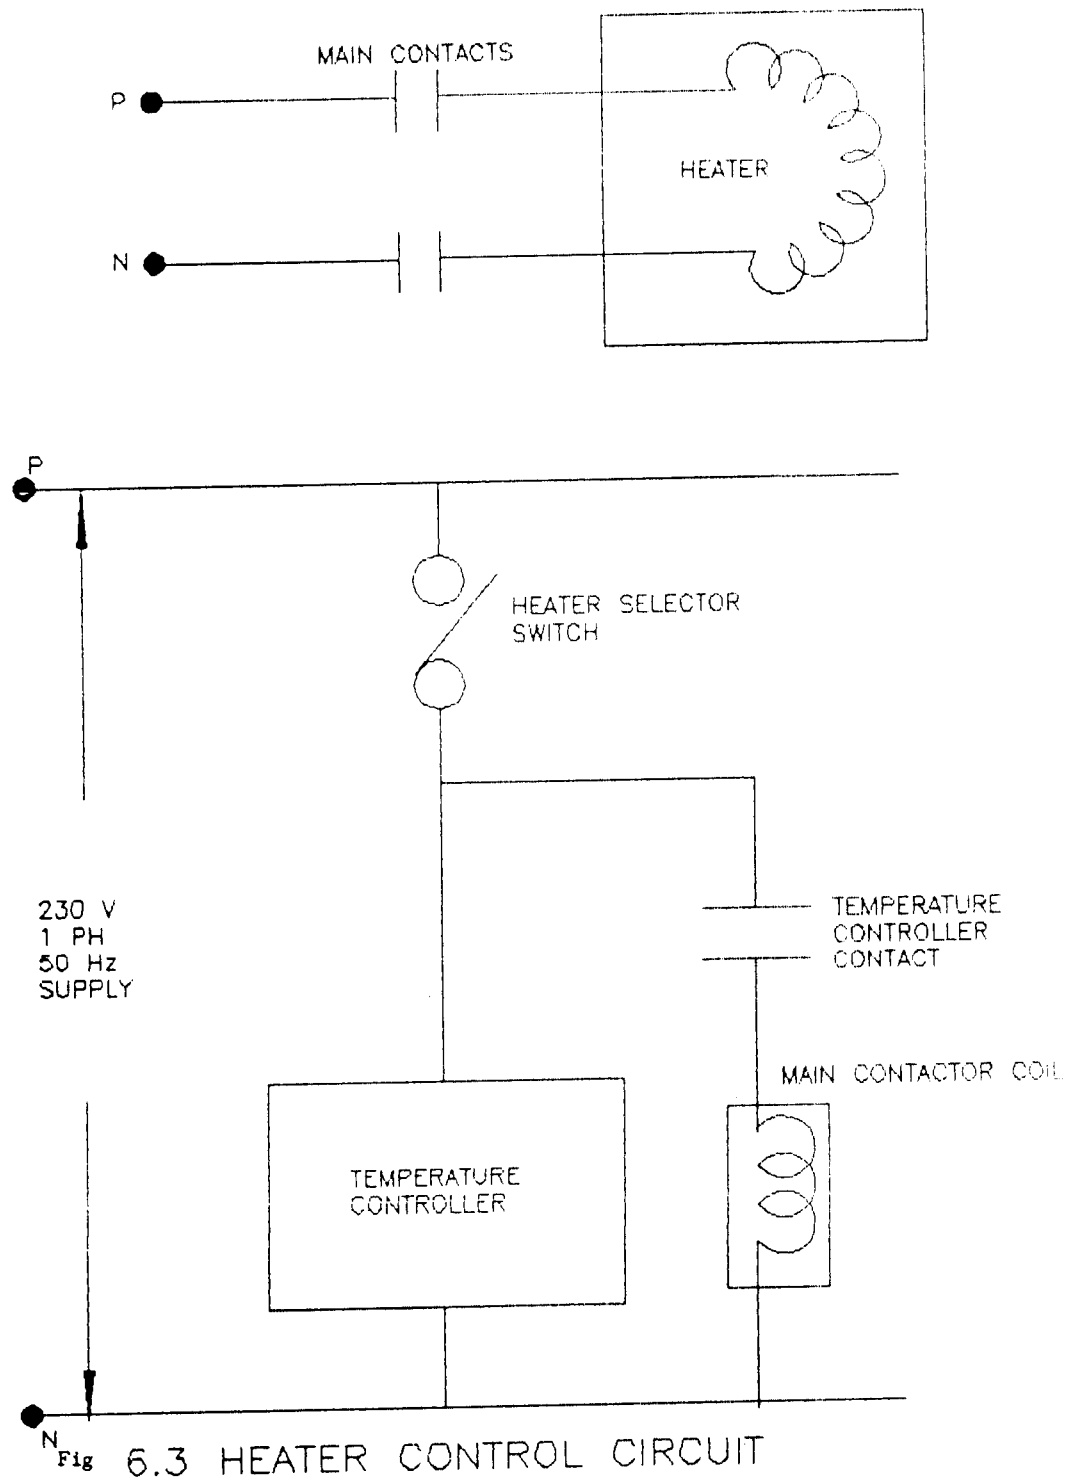 MAIN CONTACTS
P
HEATER
N
P
HEATER SELECTOR
SWITCH
230 V
1 PH
50 Hz
SUPPLY
TEMPERATURE
CONTROLLER
CONTACT
MAIN CONTACTOR COIL
TEMPERATURE
CONTROLLER
N
Fig 6.3 HEATER CONTROL CIRCUIT